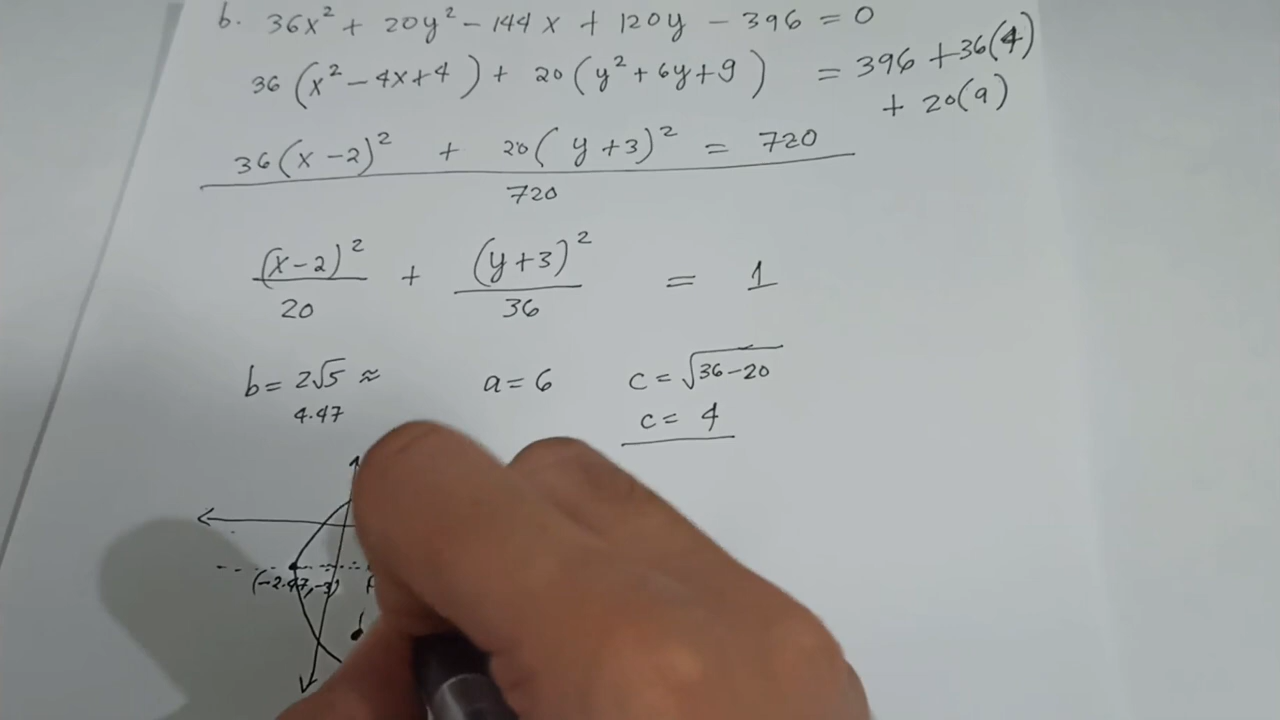 b. 36x² + 20y² - 144x + 120y - 396 = 0
36(x² - 4x + 4) + 20(y² + 6y + 9) = 396 + 36(4)
+ 20(9)
36(x - 2)² + 20(y + 3)² = 720
720
(x - 2)² + (y + 3)² = 1
20 36
b = 2√5 ≈ a = 6 c = √36 - 20
4.47 c = 4
(-2.47, -3)